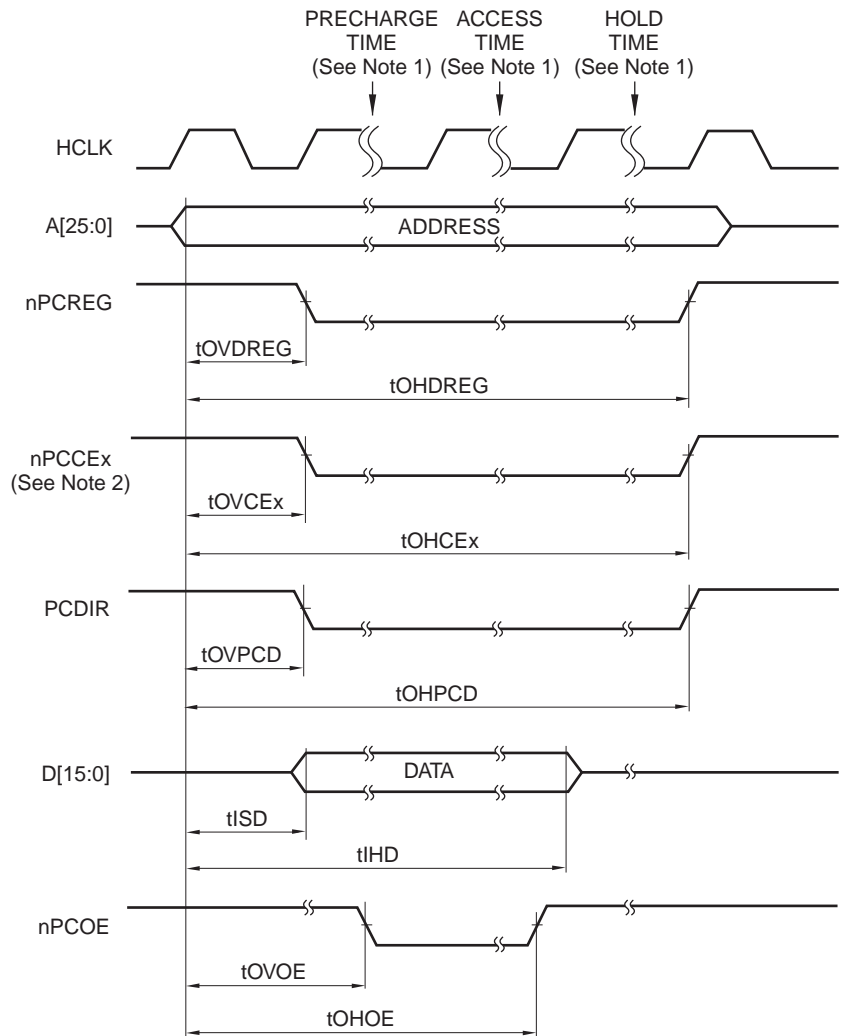 PRECHARGE TIME (See Note 1)
ACCESS TIME (See Note 1)
HOLD TIME (See Note 1)
HCLK
A[25:0]
ADDRESS
nPCREG
tOVDREG
tOHDREG
nPCCEx
(See Note 2)
tOVCEx
tOHCEx
PCDIR
tOVPCD
tOHPCD
D[15:0]
DATA
tISD
tIHD
nPCOE
tOVOE
tOHOE